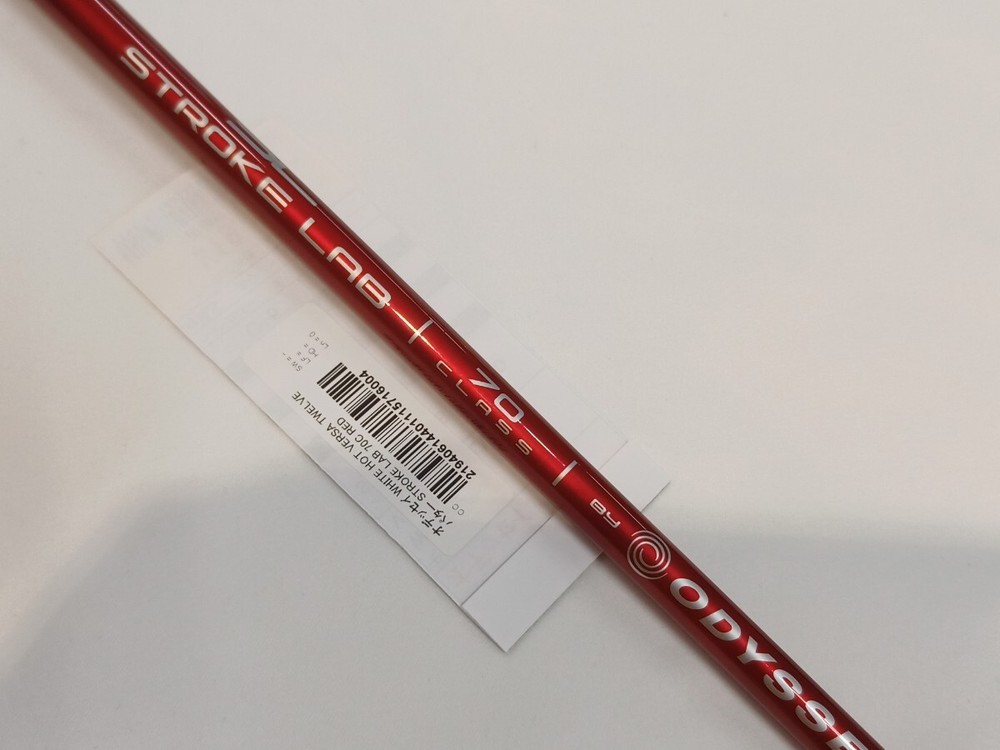 STROKE LAB | 70 CLASS | BY ODYSSE
オデッセイ WHITE HOT VERSA TWELVE
パター STROKE LAB 70C RED
21940614401115716004